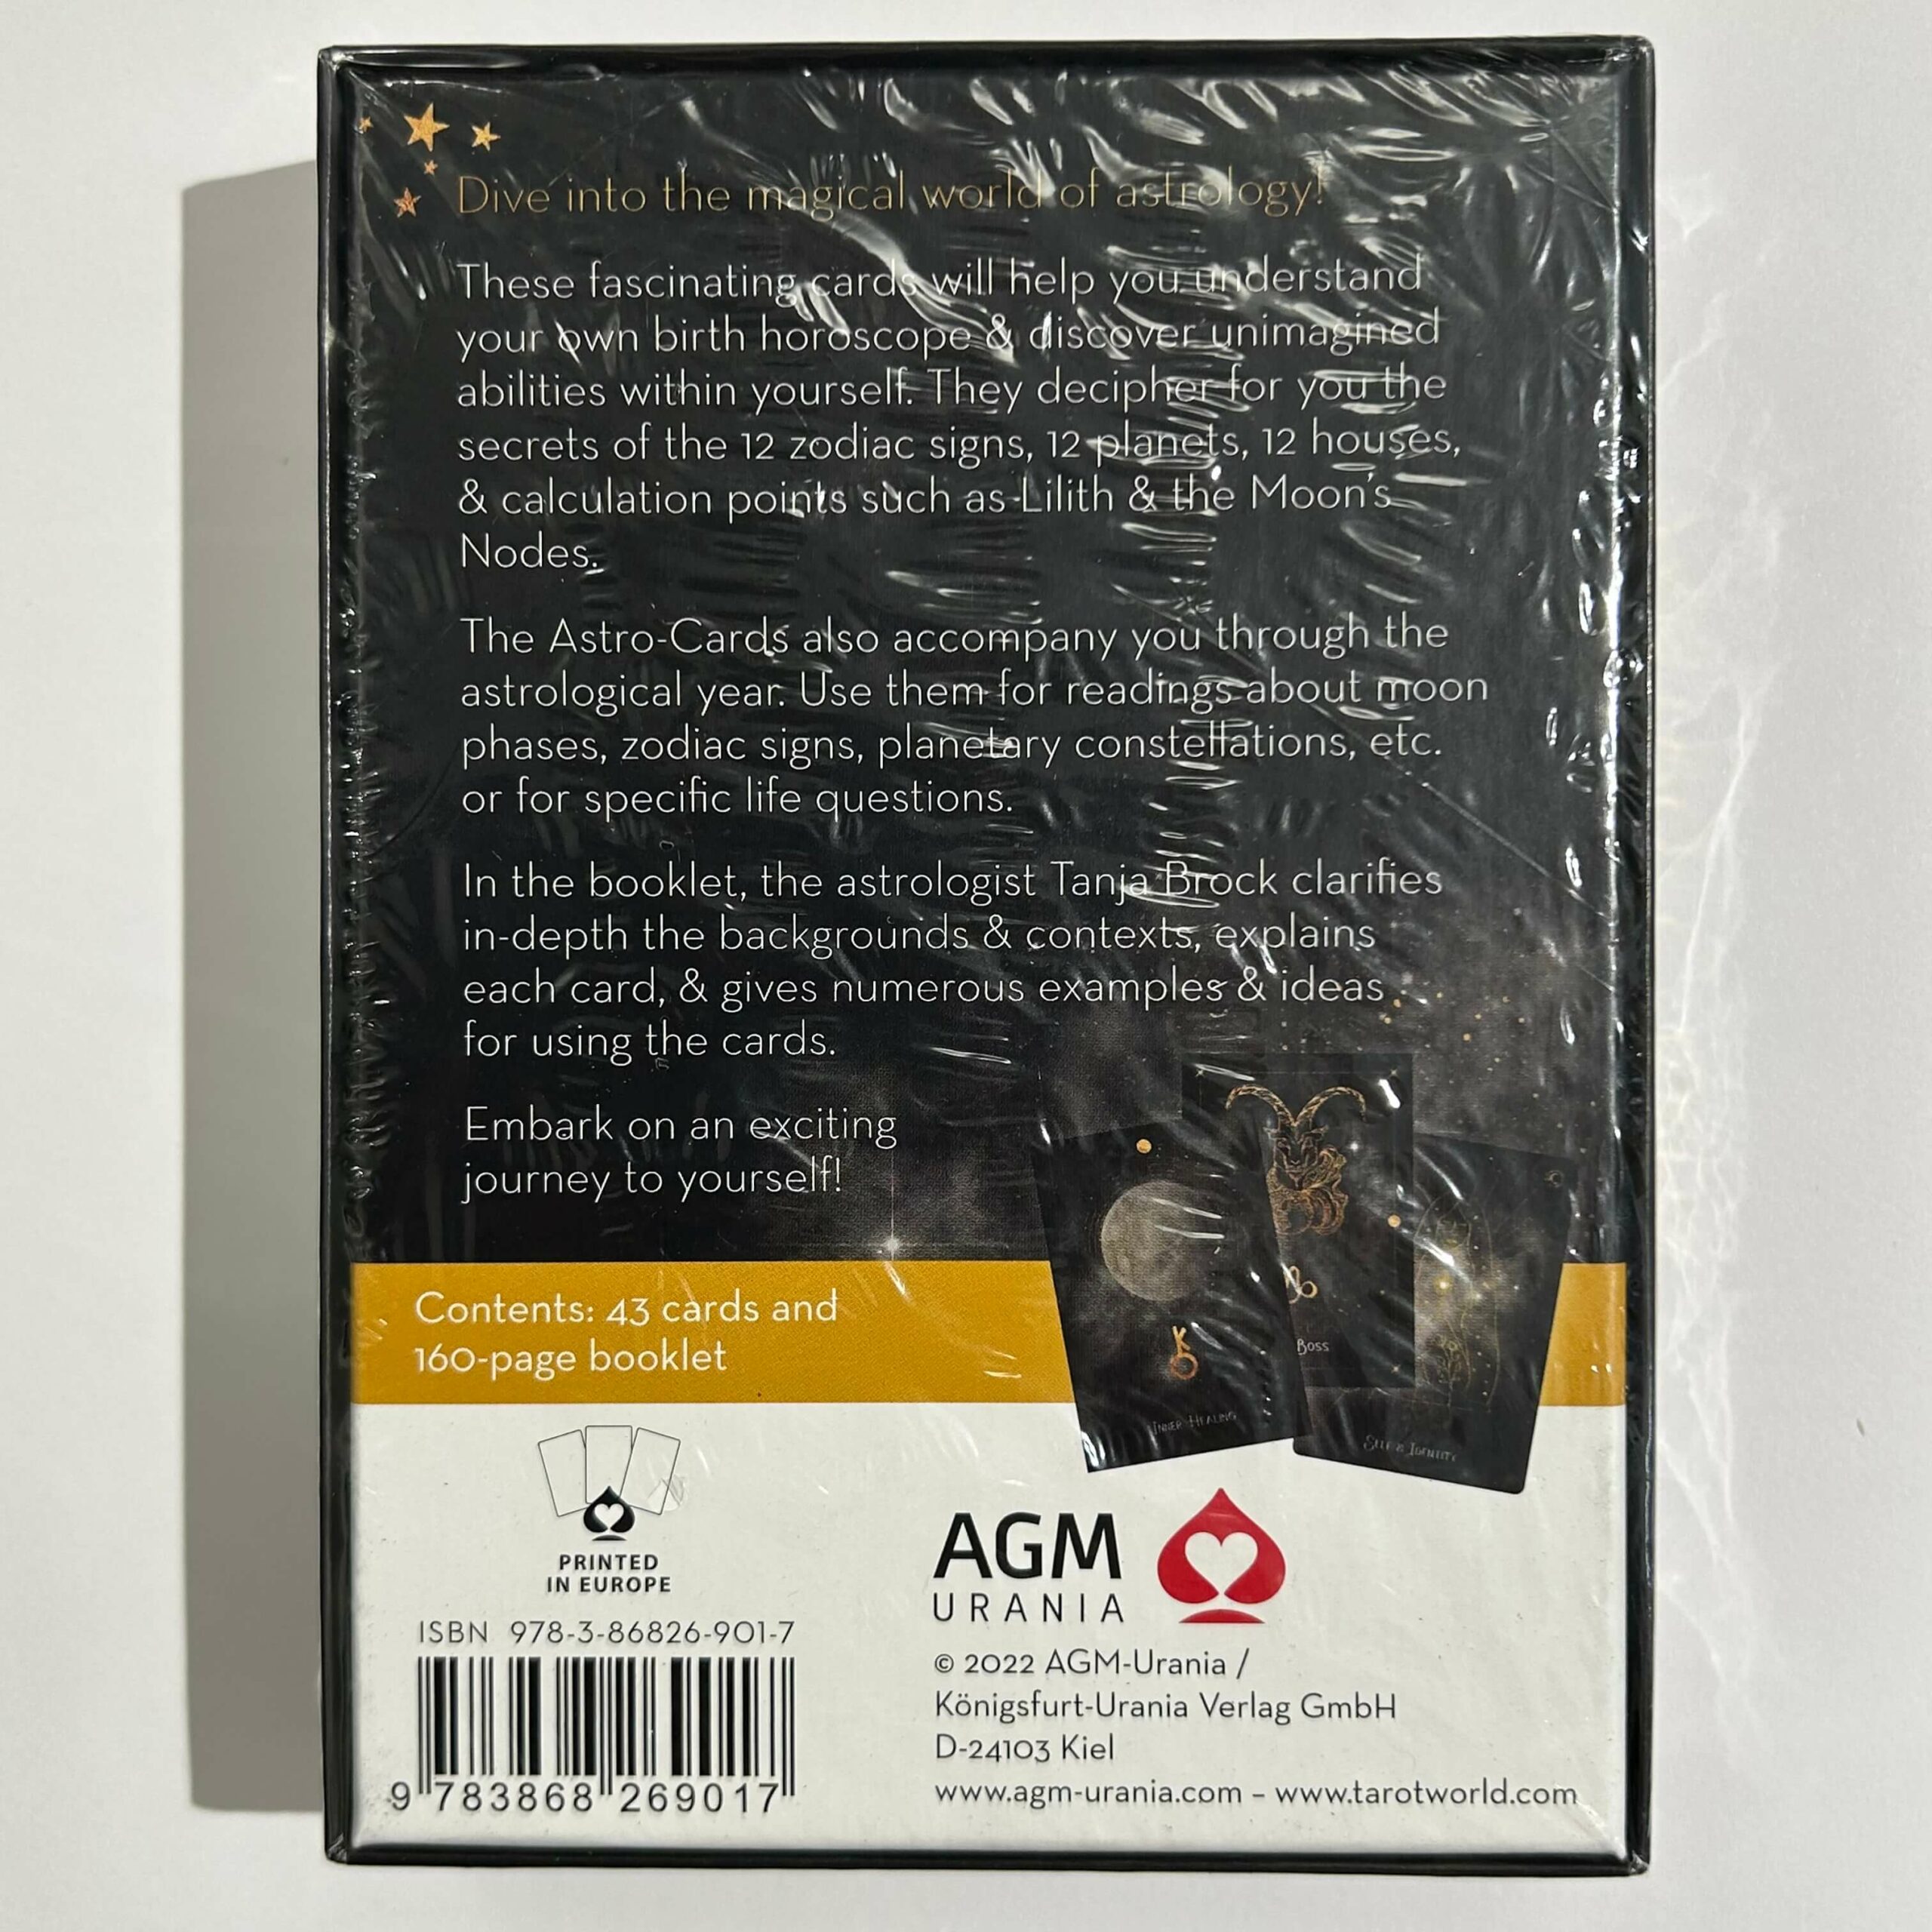 Dive into the magical world of astrology!
These fascinating cards will help you understand
your own birth horoscope & discover unimagined
abilities within yourself. They decipher for you the
secrets of the 12 zodiac signs, 12 planets, 12 houses,
& calculation points such as Lilith & the Moon's
Nodes.
The Astro-Cards also accompany you through the
astrological year. Use them for readings about moon
phases, zodiac signs, planetary constellations, etc.
or for specific life questions.
In the booklet, the astrologist Tanja Brock clarifies
in-depth the backgrounds & contexts, explains
each card, & gives numerous examples & ideas
for using the cards.
Embark on an exciting
journey to yourself!
Boss
Inner Healing
Self & Identity
Contents: 43 cards and
160-page booklet
PRINTED
IN EUROPE
ISBN 978-3-86826-901-7
9 783868 269017
AGM
URANIA
© 2022 AGM-Urania /
Königsfurt-Urania Verlag GmbH
D-24103 Kiel
www.agm-urania.com – www.tarotworld.com